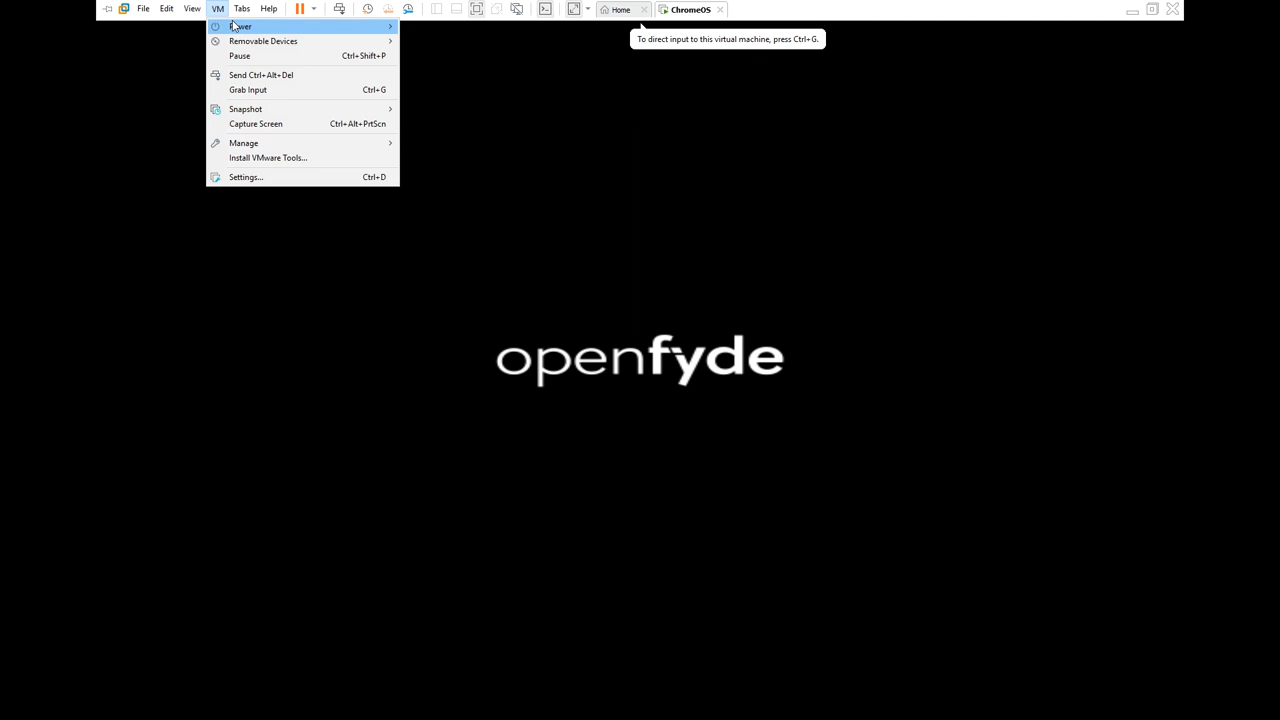 File Edit View VM Tabs Help Home ChromeOS
To direct input to this virtual machine, press Ctrl+G.
Power
Removable Devices
Pause Ctrl+Shift+P
Send Ctrl+Alt+Del
Grab Input Ctrl+G
Snapshot
Capture Screen Ctrl+Alt+PrtScn
Manage
Install VMware Tools...
Settings... Ctrl+D
openfyde